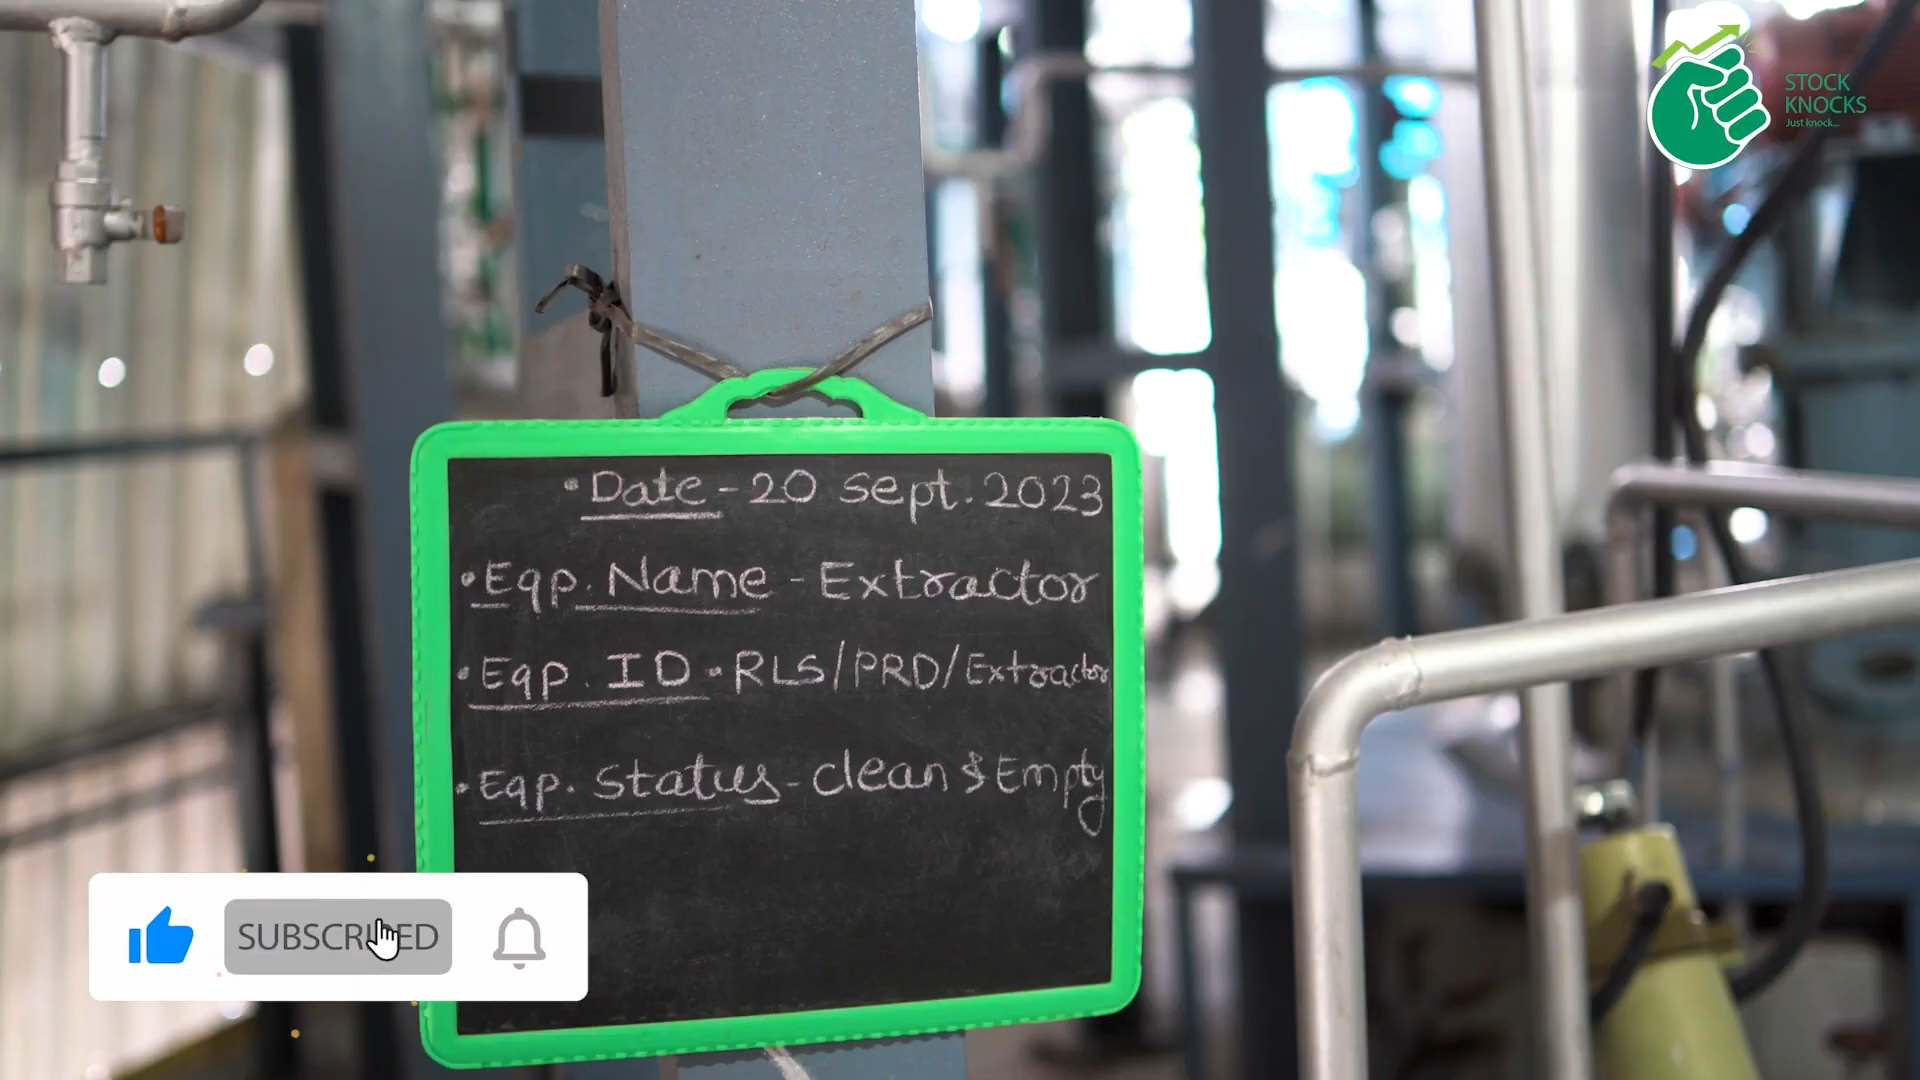 STOCK
KNOCKS
Just knock...
• Date - 20 Sept. 2023
• Eqp. Name - Extractor
• Eqp. ID • RLS/PRD/Extractor
• Eqp. Status - clean & Empty
SUBSCRIBED